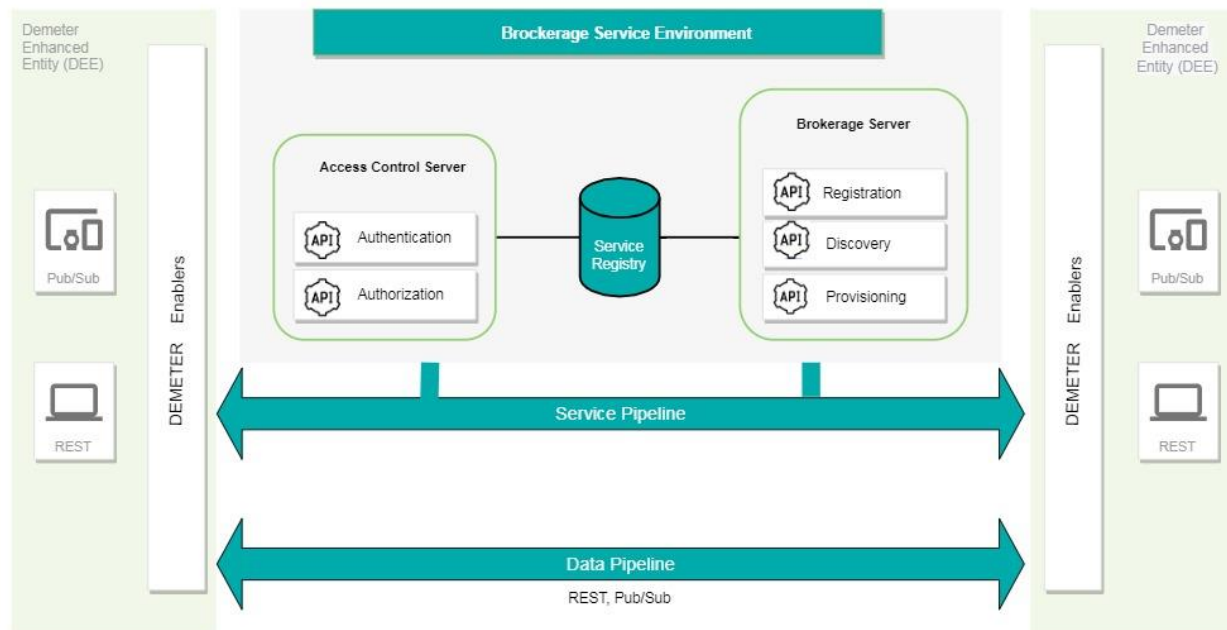 Demeter
Enhanced
Entity (DEE)
Pub/Sub
REST
DEMETER Enablers
Brockerage Service Environment
Access Control Server
API Authentication
API Authorization
Service
Registry
Brokerage Server
API Registration
API Discovery
API Provisioning
Service Pipeline
Data Pipeline
REST, Pub/Sub
Demeter
Enhanced
Entity (DEE)
DEMETER Enablers
Pub/Sub
REST